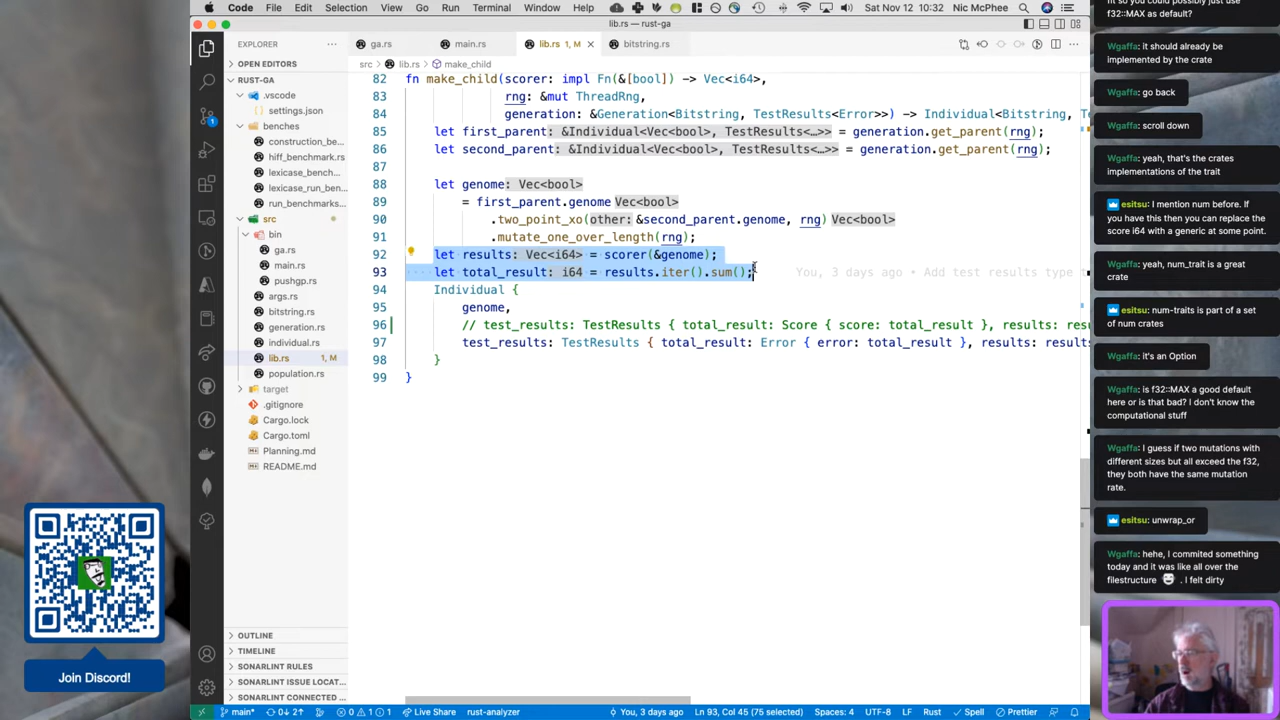 Code File Edit Selection View Go Run Terminal Window Help
Sat Nov 12 10:32 Nic McPhee
lib.rs — rust-ga
EXPLORER
OPEN EDITORS
RUST-GA
.vscode
settings.json
benches
construction_be...
hiff_benchmark.rs
lexicase_bench...
lexicase_run_bench...
run_benchmarks...
src
bin
ga.rs
main.rs
pushgp.rs
args.rs
bitstring.rs
generation.rs
individual.rs
lib.rs 1, M
population.rs
target
.gitignore
Cargo.lock
Cargo.toml
Planning.md
README.md
OUTLINE
TIMELINE
SONARLINT RULES
SONARLINT ISSUE LOCAT...
SONARLINT CONNECTED ...
ga.rs main.rs lib.rs 1, M bitstring.rs
src > lib.rs > make_child
82 fn make_child(scorer: impl Fn(&[bool]) -> Vec<i64>,
83 rng: &mut ThreadRng,
84 generation: &Generation<Bitstring, TestResults<Error>>) -> Individual<Bitstring, Te
85 let first_parent: &Individual<Vec<bool>, TestResults<…>> = generation.get_parent(rng);
86 let second_parent: &Individual<Vec<bool>, TestResults<…>> = generation.get_parent(rng);
87
88 let genome: Vec<bool>
89 = first_parent.genome Vec<bool>
90 .two_point_xo(other: &second_parent.genome, rng) Vec<bool>
91 .mutate_one_over_length(rng);
92 let results: Vec<i64> = scorer(&genome);
93 let total_result: i64 = results.iter().sum(); You, 3 days ago • Add test results type t
94 Individual {
95 genome,
96 // test_results: TestResults { total_result: Score { score: total_result }, results: resu
97 test_results: TestResults { total_result: Error { error: total_result }, results: results
98 }
99 }
main* 0↓ 2↑ 0 1 1 Live Share rust-analyzer You, 3 days ago Ln 93, Col 45 (75 selected) Spaces: 4 UTF-8 LF Rust Spell Prettier
Join Discord!
fit so you could possibly just use
f32::MAX as default?
Wgaffa: it should already be
implemented by the crate
Wgaffa: go back
Wgaffa: scroll down
Wgaffa: yeah, that's the crates
implementations of the trait
esitsu: I mention num before. If
you have this then you can replace the
score i64 with a generic at some point.
Wgaffa: yeah, num_trait is a great
crate
Wgaffa: num-traits is part of a set
of num crates
Wgaffa: it's an Option
Wgaffa: is f32::MAX a good default
here or is that bad? I don't know the
computational stuff
Wgaffa: I guess if two mutations with
different sizes but all exceed the f32,
they both have the same mutation
rate.
esitsu: unwrap_or
Wgaffa: hehe, I commited something
today and it was like all over the
filestructure . I felt dirty